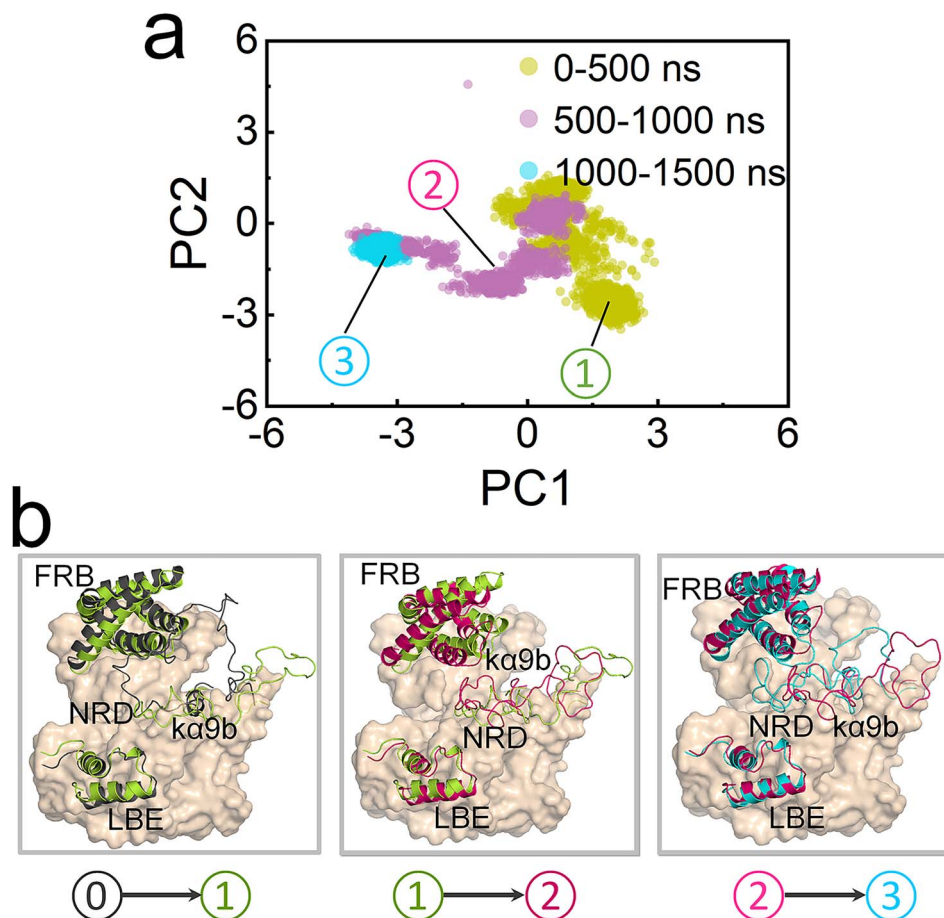 a
PC2
6
3
0
-3
-6
0-500 ns
500-1000 ns
1000-1500 ns
2
3
1
-6 -3 0 3 6
PC1
b
FRB
NRD
kα9b
LBE
FRB
kα9b
NRD
LBE
FRB
NRD kα9b
LBE
0 1
1 2
2 3